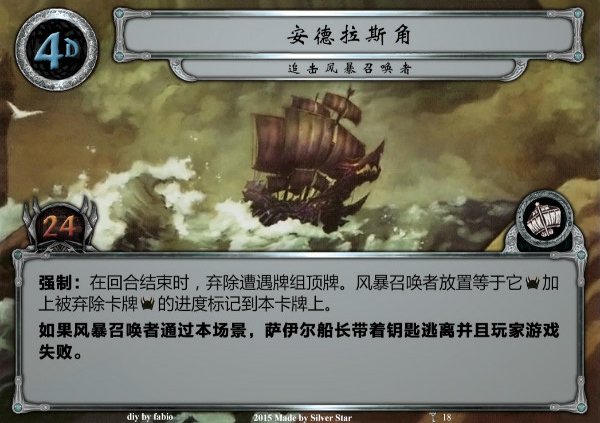 4D
安德拉斯角
追击风暴召唤者
24
强制：在回合结束时，弃除遭遇牌组顶牌。风暴召唤者放置等于它加
上被弃除卡牌的进度标记到本卡牌上。
如果风暴召唤者通过本场景，萨伊尔船长带着钥匙逃离并且玩家游戏
失败。
diy by fabio 2015 Made by Silver Star 18